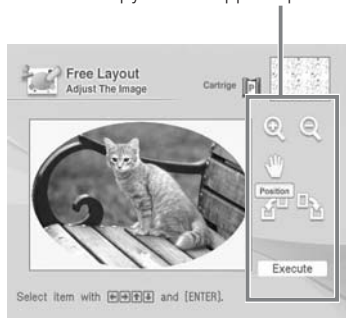 Free Layout
Adjust The Image
Cartrige P
Position
Execute
Select item with and [ENTER].